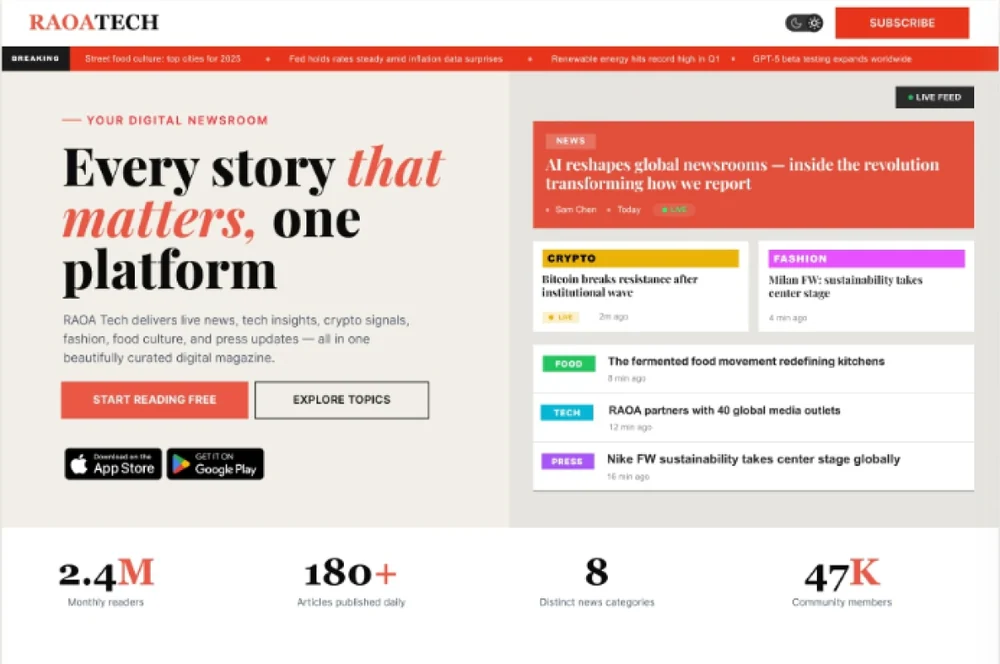 RAOATECH
SUBSCRIBE
BREAKING
Street food culture: top cities for 2025 • Fed holds rates steady amid inflation data surprises • Renewable energy hits record high in Q1 • GPT-5 beta testing expands worldwide
YOUR DIGITAL NEWSROOM
Every story that
matters, one
platform
RAOA Tech delivers live news, tech insights, crypto signals,
fashion, food culture, and press updates — all in one
beautifully curated digital magazine.
START READING FREE
EXPLORE TOPICS
Download on the
App Store
GET IT ON
Google Play
LIVE FEED
NEWS
AI reshapes global newsrooms — inside the revolution
transforming how we report
• Sam Chen • Today • LIVE
CRYPTO
Bitcoin breaks resistance after
institutional wave
LIVE 2m ago
FASHION
Milan FW: sustainability takes
center stage
4 min ago
FOOD
The fermented food movement redefining kitchens
8 min ago
TECH
RAOA partners with 40 global media outlets
12 min ago
PRESS
Nike FW sustainability takes center stage globally
16 min ago
2.4M
Monthly readers
180+
Articles published daily
8
Distinct news categories
47K
Community members